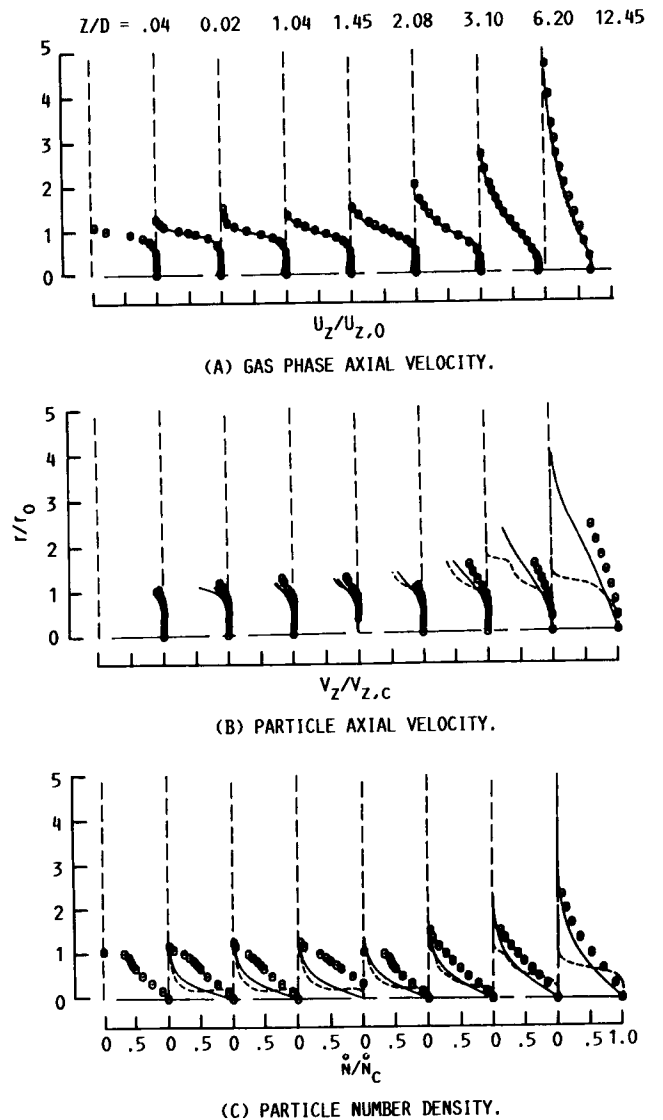 Z/D = .04 0.02 1.04 1.45 2.08 3.10 6.20 12.45
5
4
3
2
1
0
U_Z/U_Z,O
(A) GAS PHASE AXIAL VELOCITY.
5
4
3
2
1
0
r/r_O
V_Z/V_Z,C
(B) PARTICLE AXIAL VELOCITY.
5
4
3
2
1
0
0 .5 0 .5 0 .5 0 .5 0 .5 0 .5 0 .5 0 .5 1.0
N̊/N̊_C
(C) PARTICLE NUMBER DENSITY.